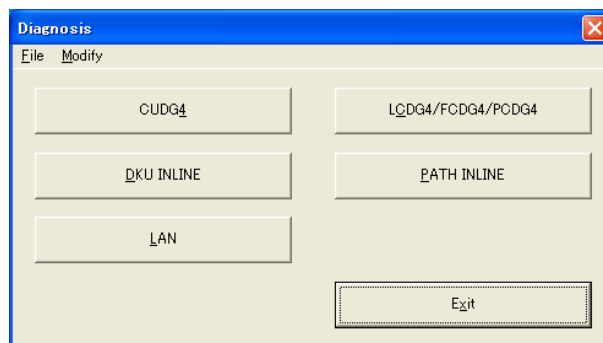 Diagnosis
File Modify
CUDG4 LCDG4/FCDG4/PCDG4
DKU INLINE PATH INLINE
LAN
Exit